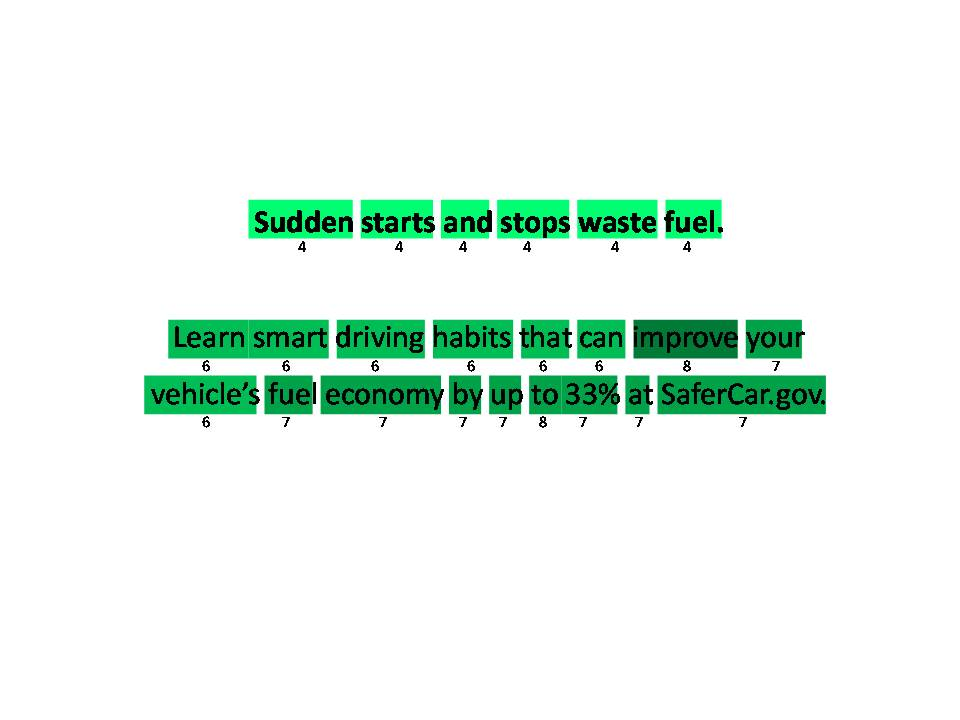 Sudden starts and stops waste fuel.
4 4 4 4 4 4
Learn smart driving habits that can improve your
6 6 6 6 6 6 8 7
vehicle’s fuel economy by up to 33% at SaferCar.gov.
6 7 7 7 7 8 7 7 7